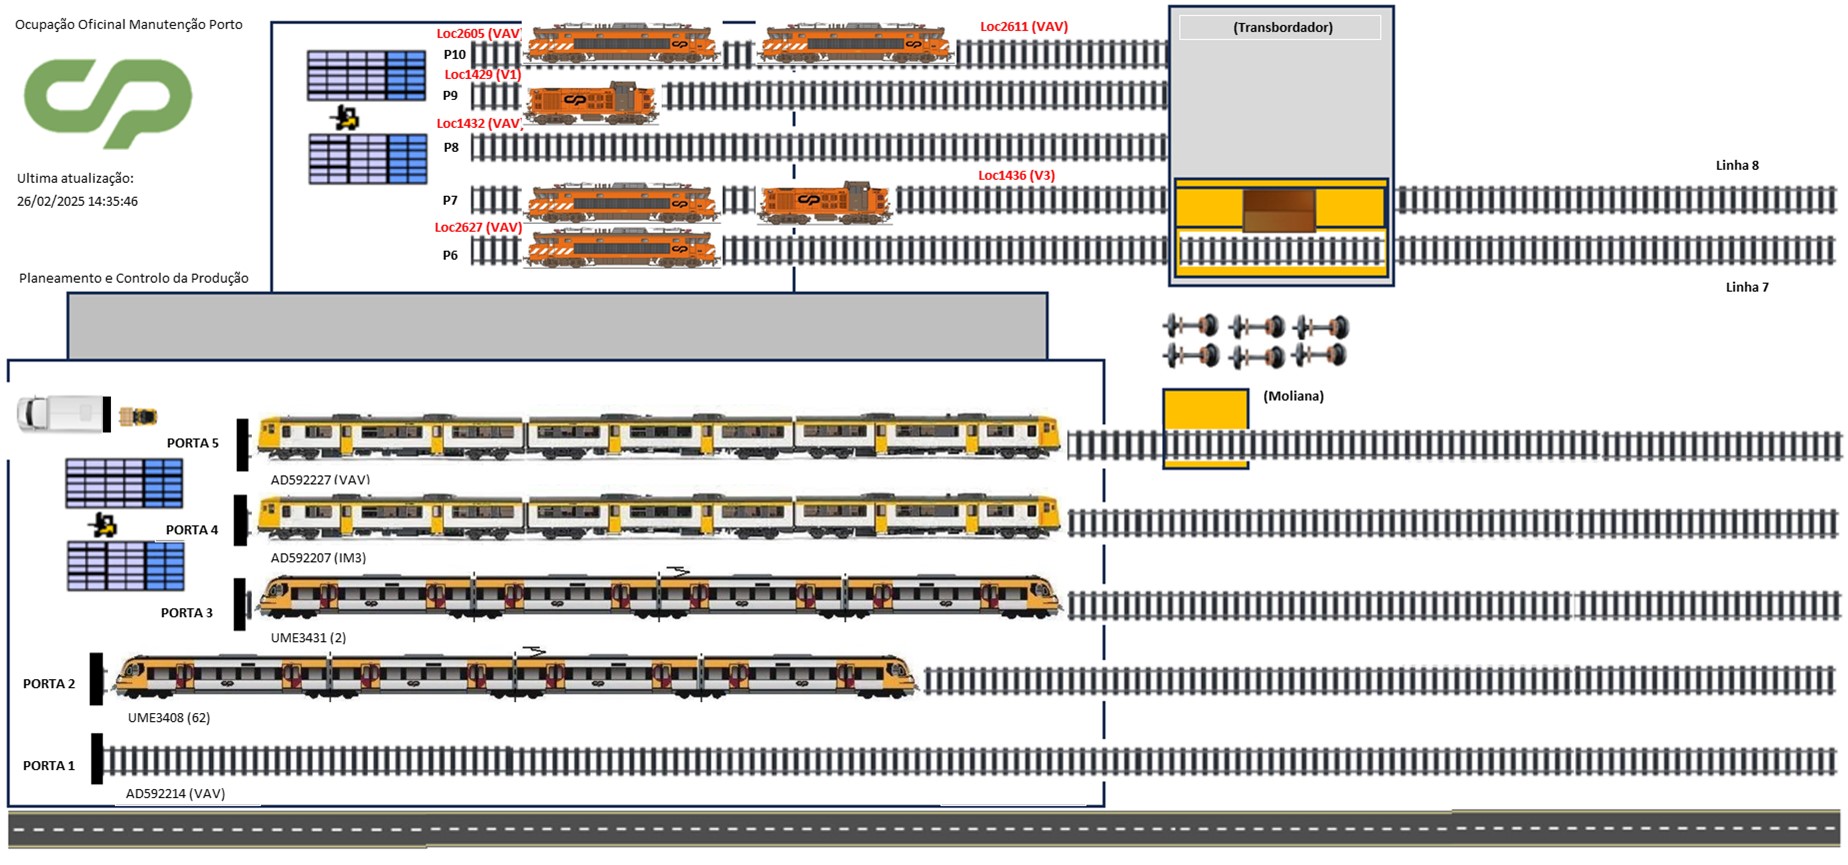 Ocupação Oficinal Manutenção Porto
Loc2605 (VAV)
Loc2611 (VAV)
(Transbordador)
P10
Loc1429 (V1)
P9
Loc1432 (VAV)
P8
Ultima atualização:
26/02/2025 14:35:46
Loc1436 (V3)
Linha 8
P7
Loc2627 (VAV)
P6
Planeamento e Controlo da Produção
Linha 7
(Moliana)
PORTA 5
AD592227 (VAV)
PORTA 4
AD592207 (IM3)
PORTA 3
UME3431 (2)
PORTA 2
UME3408 (62)
PORTA 1
AD592214 (VAV)